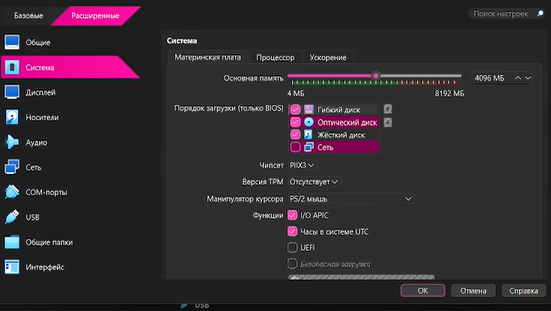 Базовые
Расширенные
Поиск настроек
Общие
Система
Дисплей
Носители
Аудио
Сеть
COM-порты
USB
Общие папки
Интерфейс
Система
Материнская плата
Процессор
Ускорение
Основная память
4096 МБ
4 МБ
8192 МБ
Порядок загрузки (только BIOS)
Гибкий диск
Оптический диск
Жёсткий диск
Сеть
Чипсет
PIIX3
Версия TPM
Отсутствует
Манипулятор курсора
PS/2 мышь
Функции
I/O APIC
Часы в системе UTC
UEFI
Безопасная загрузка
OK
Отмена
Справка
USB